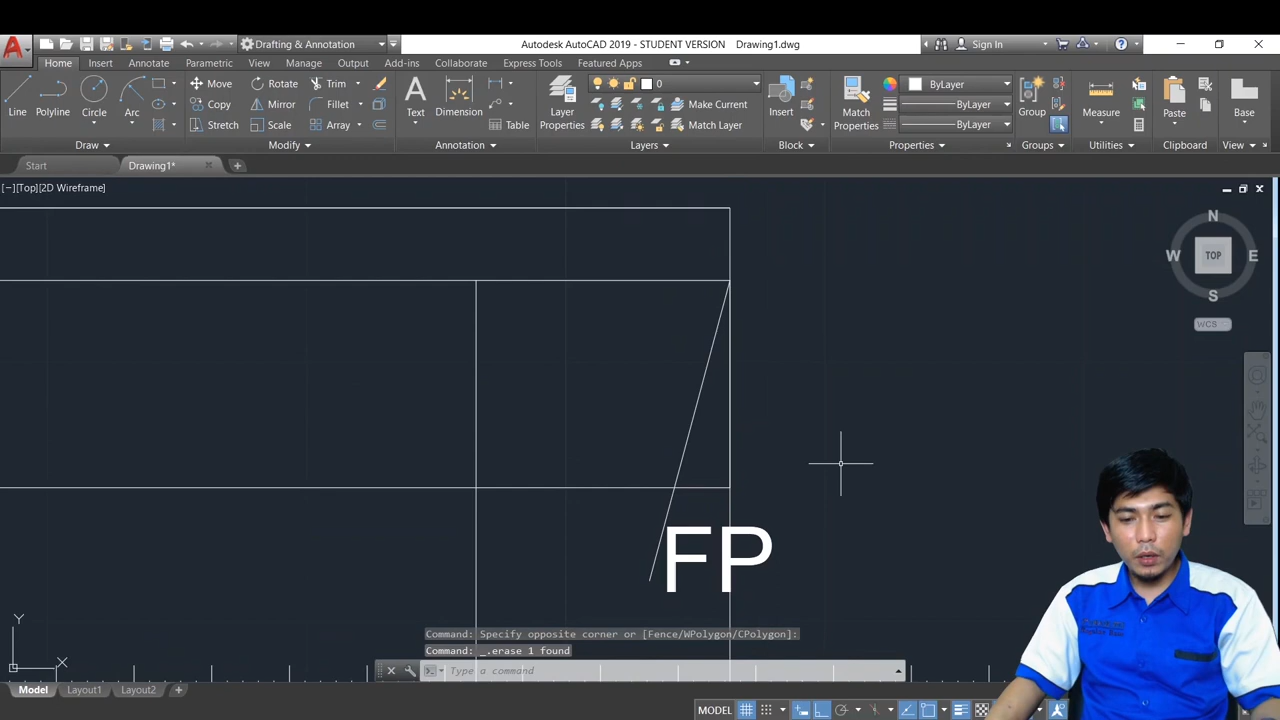 Drafting & Annotation
Autodesk AutoCAD 2019 - STUDENT VERSION Drawing1.dwg
Sign In
Home Insert Annotate Parametric View Manage Output Add-ins Collaborate Express Tools Featured Apps
Line Polyline Circle Arc
Move Rotate Trim
Copy Mirror Fillet
Stretch Scale Array
Text Dimension Table
Layer Properties
0
Make Current
Match Layer
Insert
Match Properties
ByLayer
ByLayer
ByLayer
Group
Measure
Paste
Base
Draw Modify Annotation Layers Block Properties Groups Utilities Clipboard View
Start Drawing1*
[−][Top][2D Wireframe]
N
W TOP E
S
WCS
FP
Y
X
Command: Specify opposite corner or [Fence/WPolygon/CPolygon]:
Command: _.erase 1 found
Type a command
Model Layout1 Layout2
MODEL